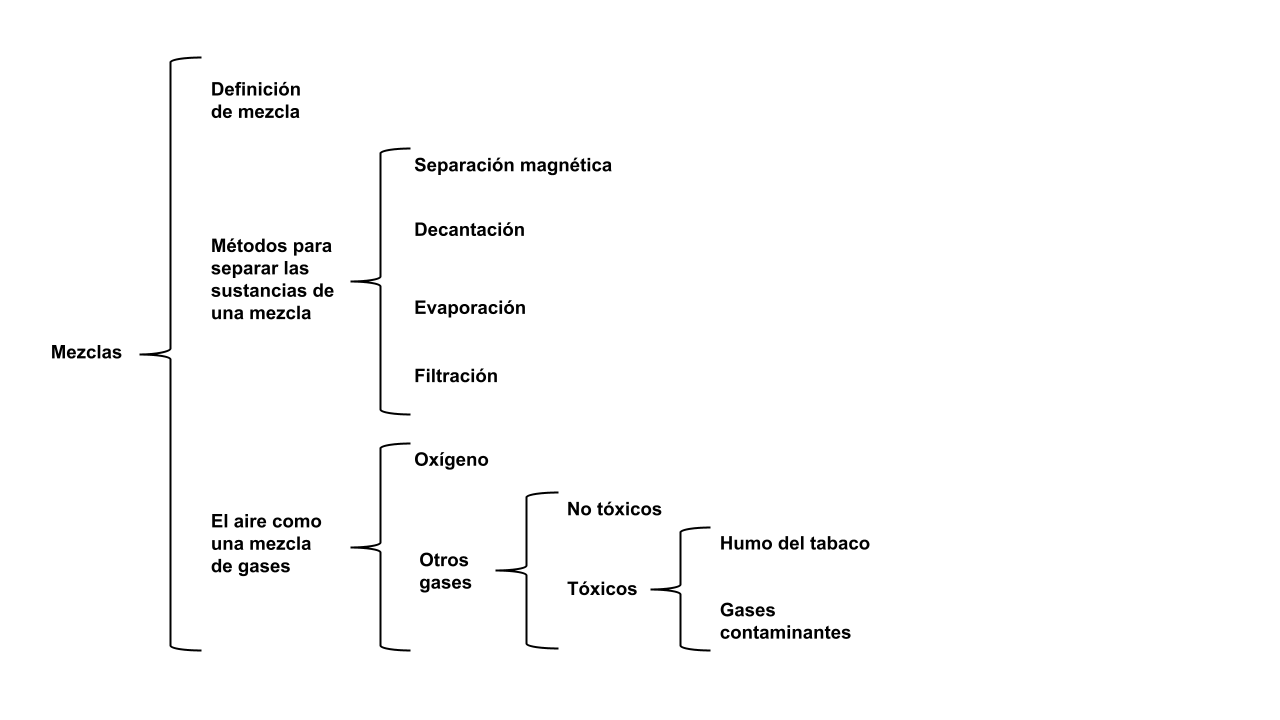 Mezclas
Definición
de mezcla
Métodos para
separar las
sustancias de
una mezcla
Separación magnética
Decantación
Evaporación
Filtración
El aire como
una mezcla
de gases
Oxígeno
Otros
gases
No tóxicos
Tóxicos
Humo del tabaco
Gases
contaminantes